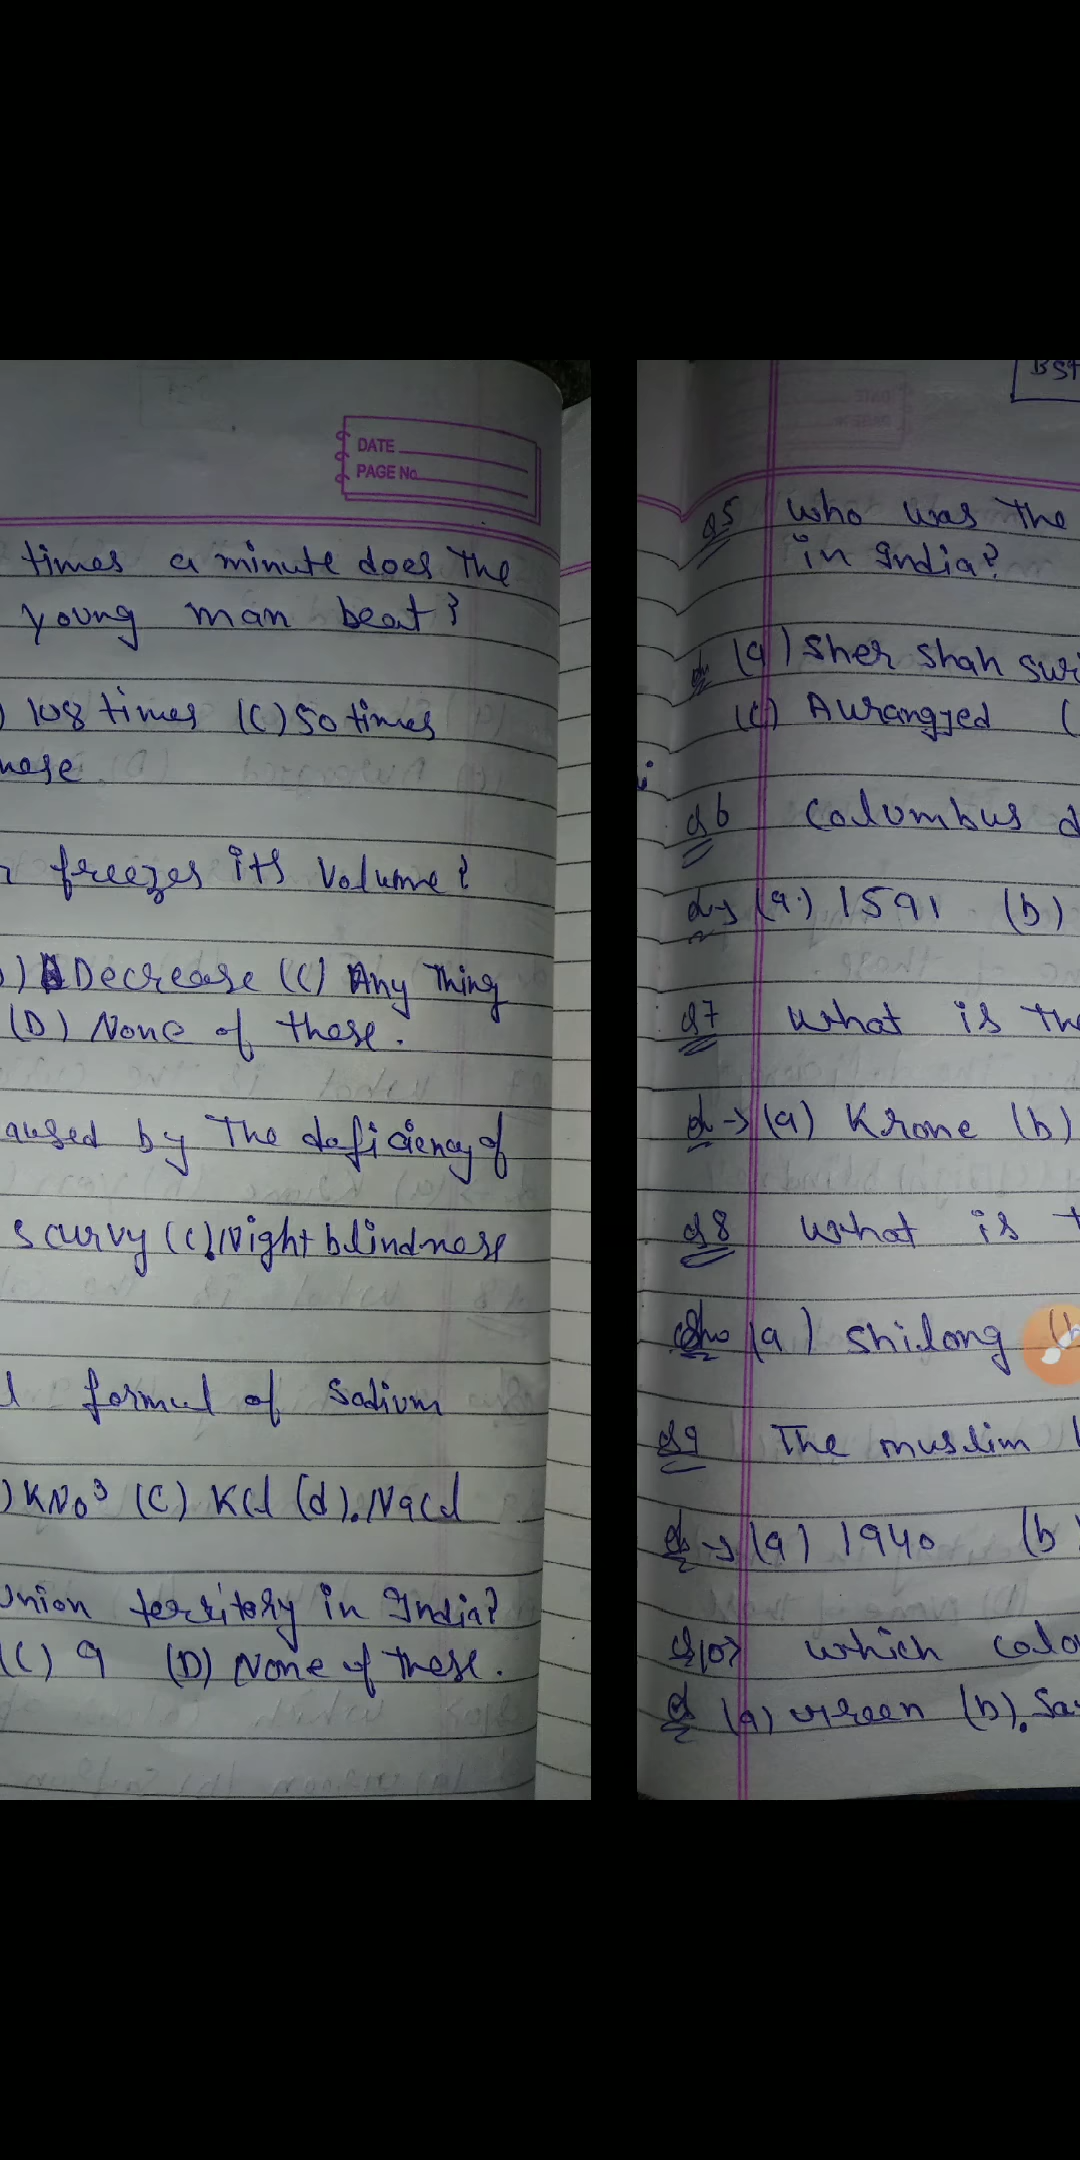 DATE
PAGE No.
times a minute does the
young man beat?
) 108 times (C) 50 times
hese
r freezes its volume?
) Decrease (C) Any Thing
(D) None of these.
aused by The deficiency of
scurvy (C). Night blindness
l formul of Sodium
) KNO3 (C) KCl (d). NaCl
union territory in India?
(C) 9 (D) None of these.
BST
Q5 who was the
in India?
(a) Sher shah suri
(C) Aurangzed (
Q6 Columbus d
(a.) 1591 (b)
Q7 What is the
(a) Krone (b)
Q8 What is t
(a) Shilong (b
Q9 The muslim l
(a) 1940 (b)
Q10 which colo
(a) green (b). Sa